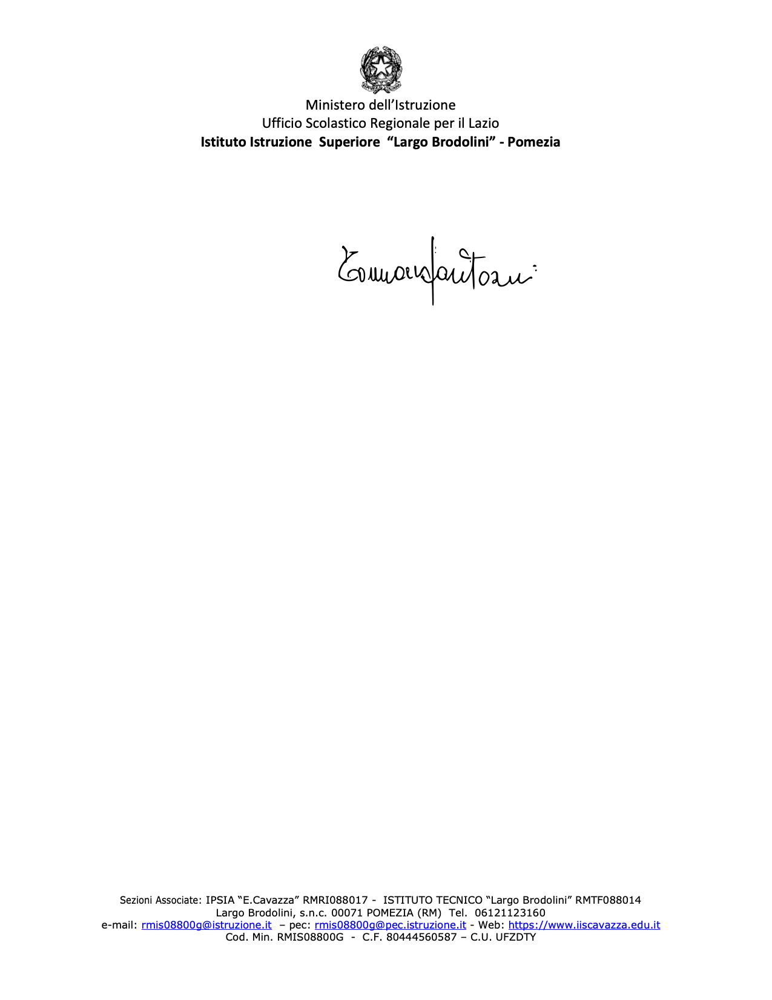 Ministero dell’Istruzione
Ufficio Scolastico Regionale per il Lazio
Istituto Istruzione Superiore “Largo Brodolini” - Pomezia
Sezioni Associate: IPSIA “E.Cavazza” RMRI088017 - ISTITUTO TECNICO “Largo Brodolini” RMTF088014
Largo Brodolini, s.n.c. 00071 POMEZIA (RM) Tel. 06121123160
e-mail: rmis08800g@istruzione.it – pec: rmis08800g@pec.istruzione.it - Web: https://www.iiscavazza.edu.it
Cod. Min. RMIS08800G - C.F. 80444560587 – C.U. UFZDTY